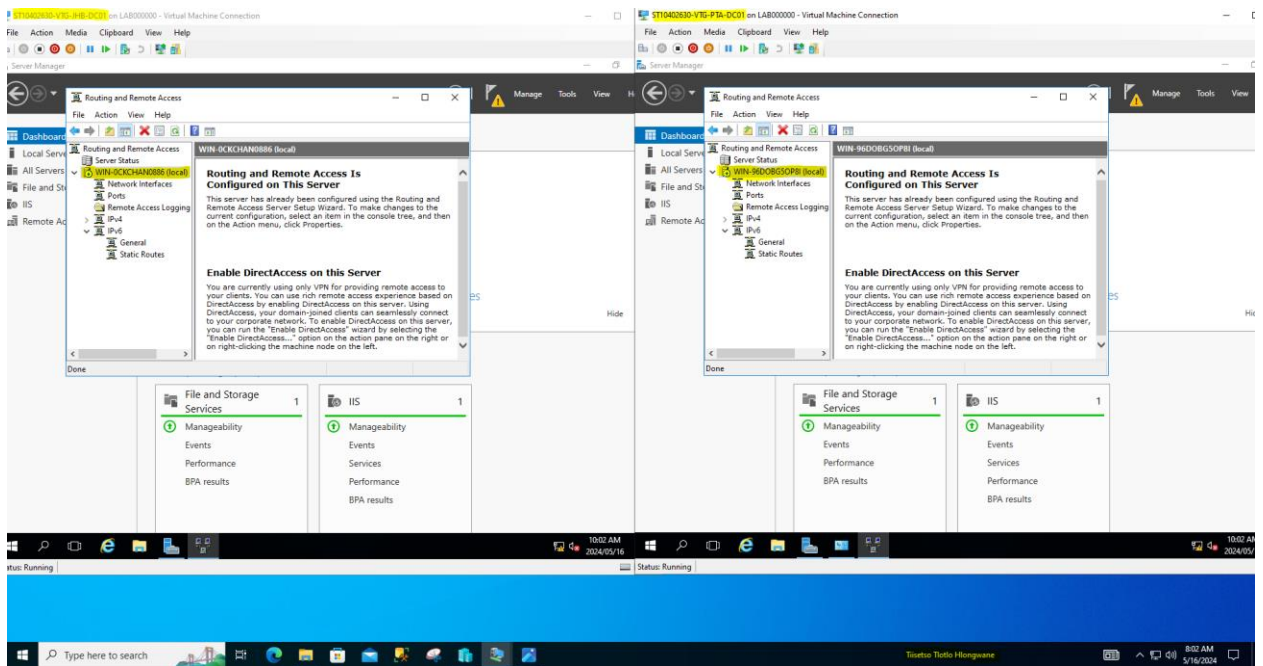 ST10402630-VTG-JHB-DC01 on LAB000000 - Virtual Machine Connection
File Action Media Clipboard View Help
Server Manager
Manage Tools View H
Dashboard
Local Serve
All Servers
File and St
IIS
Remote Ac
Routing and Remote Access
File Action View Help
Routing and Remote Access
Server Status
WIN-0CKCHAN0886 (local)
Network Interfaces
Ports
Remote Access Logging
IPv4
IPv6
General
Static Routes
WIN-0CKCHAN0886 (local)
Routing and Remote Access Is
Configured on This Server
This server has already been configured using the Routing and
Remote Access Server Setup Wizard. To make changes to the
current configuration, select an item in the console tree, and then
on the Action menu, click Properties.
Enable DirectAccess on this Server
You are currently using only VPN for providing remote access to
your clients. You can use rich remote access experience based on
DirectAccess by enabling DirectAccess on this server. Using
DirectAccess, your domain-joined clients can seamlessly connect
to your corporate network. To enable DirectAccess on this server,
you can run the "Enable DirectAccess" wizard by selecting the
"Enable DirectAccess..." option on the action pane on the right or
on right-clicking the machine node on the left.
Done
es
Hide
File and Storage
Services
1
Manageability
Events
Performance
BPA results
IIS 1
Manageability
Events
Services
Performance
BPA results
10:02 AM
2024/05/16
atus: Running
ST10402630-VTG-PTA-DC01 on LAB000000 - Virtual Machine Connection
File Action Media Clipboard View Help
Server Manager
Manage Tools View
Dashboard
Local Serve
All Servers
File and St
IIS
Remote Ac
Routing and Remote Access
File Action View Help
Routing and Remote Access
Server Status
WIN-96DOBG5OPBI (local)
Network Interfaces
Ports
Remote Access Logging
IPv4
IPv6
General
Static Routes
WIN-96DOBG5OPBI (local)
Routing and Remote Access Is
Configured on This Server
This server has already been configured using the Routing and
Remote Access Server Setup Wizard. To make changes to the
current configuration, select an item in the console tree, and then
on the Action menu, click Properties.
Enable DirectAccess on this Server
You are currently using only VPN for providing remote access to
your clients. You can use rich remote access experience based on
DirectAccess by enabling DirectAccess on this server. Using
DirectAccess, your domain-joined clients can seamlessly connect
to your corporate network. To enable DirectAccess on this server,
you can run the "Enable DirectAccess" wizard by selecting the
"Enable DirectAccess..." option on the action pane on the right or
on right-clicking the machine node on the left.
Done
es
Hi
File and Storage
Services
1
Manageability
Events
Performance
BPA results
IIS 1
Manageability
Events
Services
Performance
BPA results
10:02 AM
2024/05/
Status: Running
Type here to search
Tiisetso Tlotlo Hlongwane
8:02 AM
5/16/2024